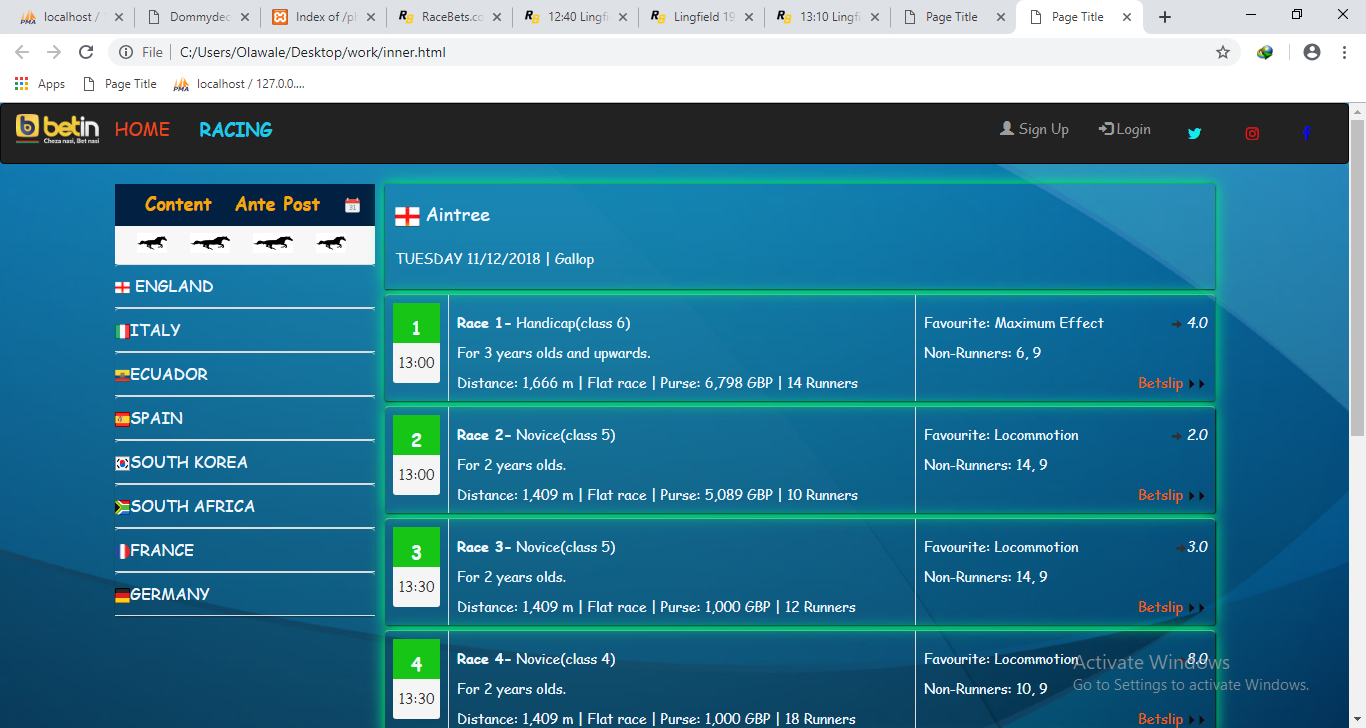 localhost / 1
Dommydec
Index of /ph
RaceBets.co
12:40 Lingfi
Lingfield 19
13:10 Lingfi
Page Title
Page Title
File
C:/Users/Olawale/Desktop/work/inner.html
Apps
Page Title
localhost / 127.0.0....
betin
Cheza nasi, Bet nasi
HOME
RACING
Sign Up
Login
Content
Ante Post
ENGLAND
ITALY
ECUADOR
SPAIN
SOUTH KOREA
SOUTH AFRICA
FRANCE
GERMANY
Aintree
TUESDAY 11/12/2018 | Gallop
1
13:00
Race 1- Handicap(class 6)
For 3 years olds and upwards.
Distance: 1,666 m | Flat race | Purse: 6,798 GBP | 14 Runners
Favourite: Maximum Effect
4.0
Non-Runners: 6, 9
Betslip
2
13:00
Race 2- Novice(class 5)
For 2 years olds.
Distance: 1,409 m | Flat race | Purse: 5,089 GBP | 10 Runners
Favourite: Locommotion
2.0
Non-Runners: 14, 9
Betslip
3
13:30
Race 3- Novice(class 5)
For 2 years olds.
Distance: 1,409 m | Flat race | Purse: 1,000 GBP | 12 Runners
Favourite: Locommotion
3.0
Non-Runners: 14, 9
Betslip
4
13:30
Race 4- Novice(class 4)
For 2 years olds.
Distance: 1,409 m | Flat race | Purse: 1,000 GBP | 18 Runners
Favourite: Locommotion
8.0
Non-Runners: 10, 9
Betslip
Activate Windows
Go to Settings to activate Windows.